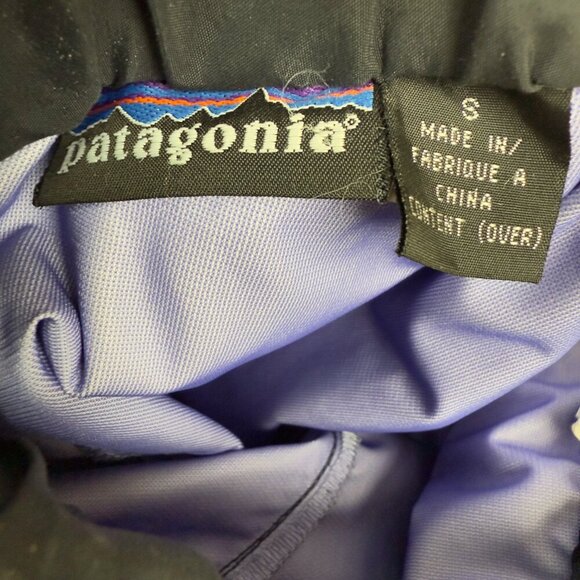 patagonia®
S
MADE IN/
FABRIQUE A
CHINA
CONTENT (OVER)